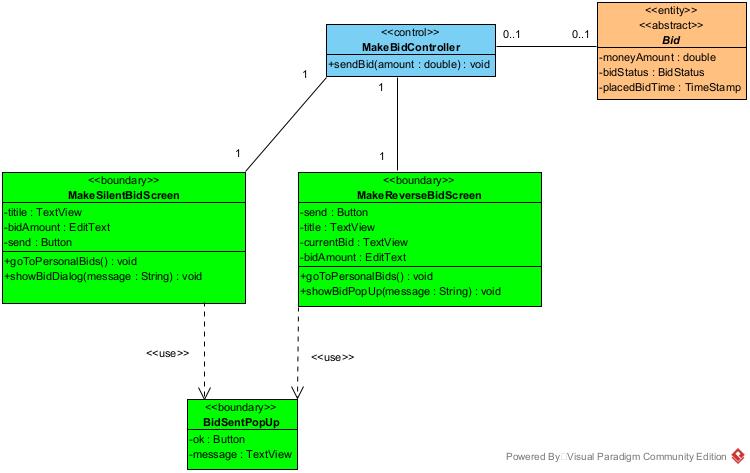 <<entity>>
<<abstract>>
Bid
-moneyAmount : double
-bidStatus : BidStatus
-placedBidTime : TimeStamp
<<control>>
MakeBidController
+sendBid(amount : double) : void
0..1
0..1
1
1
1
1
<<boundary>>
MakeSilentBidScreen
-titile : TextView
-bidAmount : EditText
-send : Button
+goToPersonalBids() : void
+showBidDialog(message : String) : void
<<boundary>>
MakeReverseBidScreen
-send : Button
-title : TextView
-currentBid : TextView
-bidAmount : EditText
+goToPersonalBids() : void
+showBidPopUp(message : String) : void
<<use>>
<<use>>
<<boundary>>
BidSentPopUp
-ok : Button
-message : TextView
Powered By Visual Paradigm Community Edition